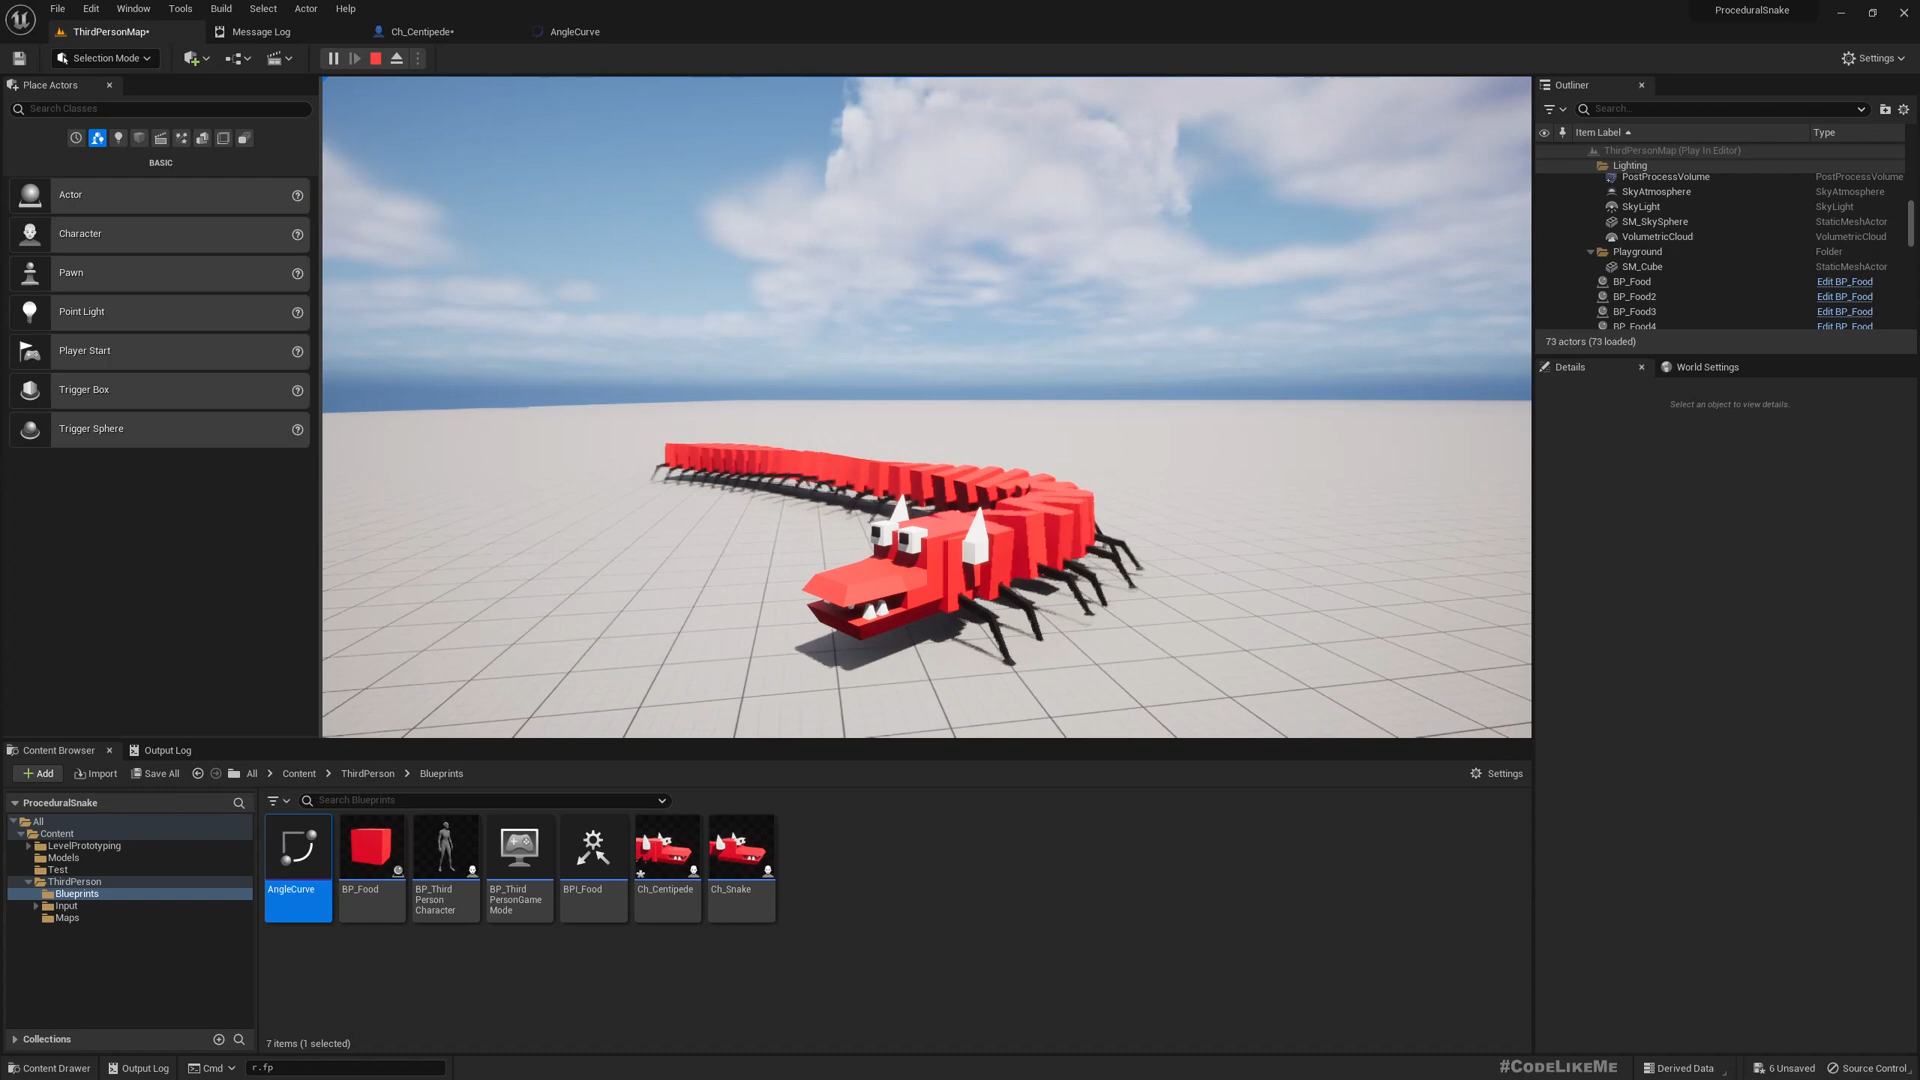 File Edit Window Tools Build Select Actor Help
ProceduralSnake
ThirdPersonMap* Message Log Ch_Centipede* AngleCurve
Selection Mode
Settings
Place Actors
Search Classes
BASIC
Actor
Character
Pawn
Point Light
Player Start
Trigger Box
Trigger Sphere
Outliner
Search...
Item Label Type
ThirdPersonMap (Play In Editor)
Lighting
PostProcessVolume PostProcessVolume
SkyAtmosphere SkyAtmosphere
SkyLight SkyLight
SM_SkySphere StaticMeshActor
VolumetricCloud VolumetricCloud
Playground Folder
SM_Cube StaticMeshActor
BP_Food Edit BP_Food
BP_Food2 Edit BP_Food
BP_Food3 Edit BP_Food
BP_Food4 Edit BP_Food
73 actors (73 loaded)
Details World Settings
Select an object to view details.
Content Browser Output Log
Add Import Save All All Content ThirdPerson Blueprints
Settings
ProceduralSnake
All
Content
LevelPrototyping
Models
Test
ThirdPerson
Blueprints
Input
Maps
Collections
Search Blueprints
AngleCurve
BP_Food
BP_Third
Person
Character
BP_Third
PersonGame
Mode
BPI_Food
Ch_Centipede
Ch_Snake
7 items (1 selected)
Content Drawer Output Log Cmd r.fp
#CODELIKEME
Derived Data 6 Unsaved Source Control